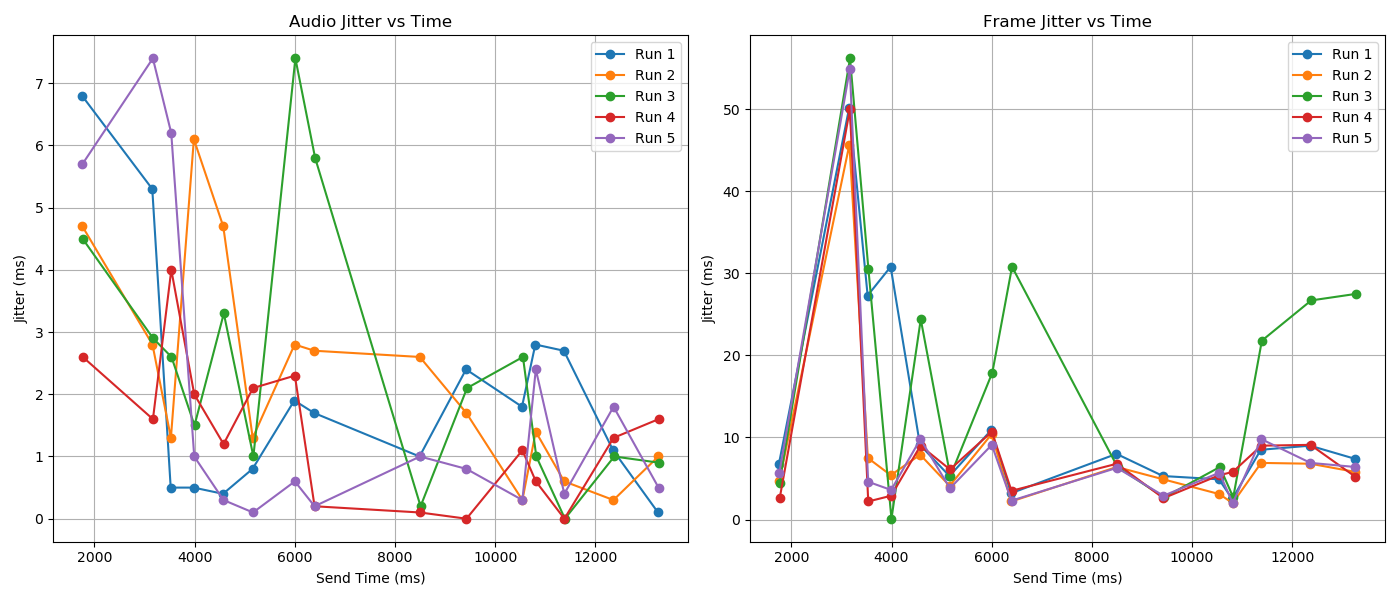 Audio Jitter vs Time
Jitter (ms)
7
6
5
4
3
2
1
0
2000 4000 6000 8000 10000 12000
Send Time (ms)
Run 1
Run 2
Run 3
Run 4
Run 5
Frame Jitter vs Time
Jitter (ms)
50
40
30
20
10
0
2000 4000 6000 8000 10000 12000
Send Time (ms)
Run 1
Run 2
Run 3
Run 4
Run 5